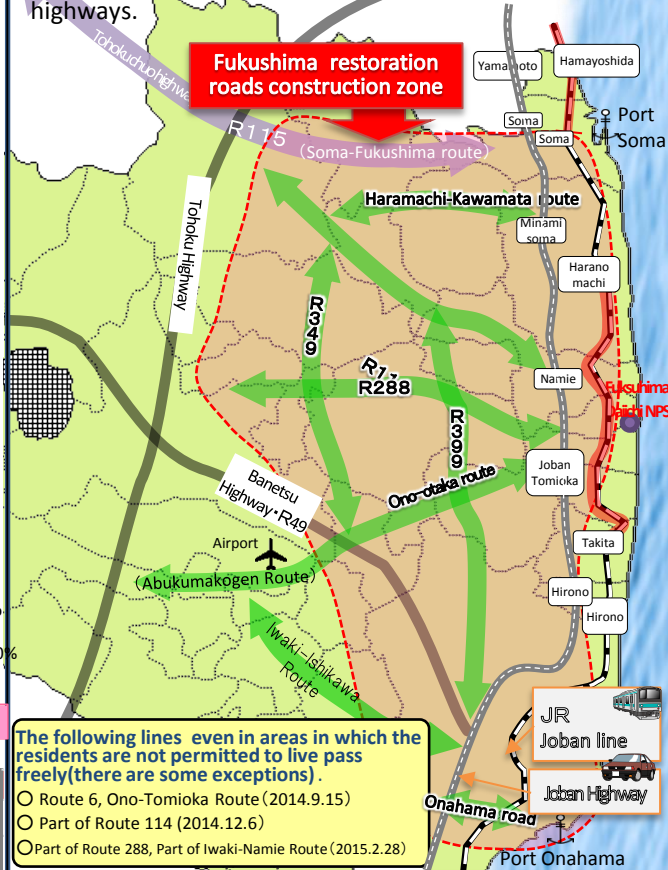 highways.
Tohokuchuohighway
Fukushima restoration
roads construction zone
Yamamoto
Hamayoshida
Port
Soma
Soma
Soma
R115
(Soma-Fukushima route)
Tohoku Highway
Haramachi-Kawamata route
Minami
soma
Harano
machi
R349
R288
Namie
Fuksuhima
Daiichi NPS
R399
Joban
Tomioka
Ono-otaka route
Banetsu
Highway・R49
Airport
Takita
(Abukumakogen Route)
Hirono
Hirono
Iwaki-Ishikawa
Route
0%
JR
Joban line
Joban Highway
Onahama road
Port Onahama
The following lines even in areas in which the
residents are not permitted to live pass
freely(there are some exceptions).
○ Route 6, Ono-Tomioka Route(2014.9.15)
○ Part of Route 114 (2014.12.6)
○Part of Route 288, Part of Iwaki-Namie Route(2015.2.28)